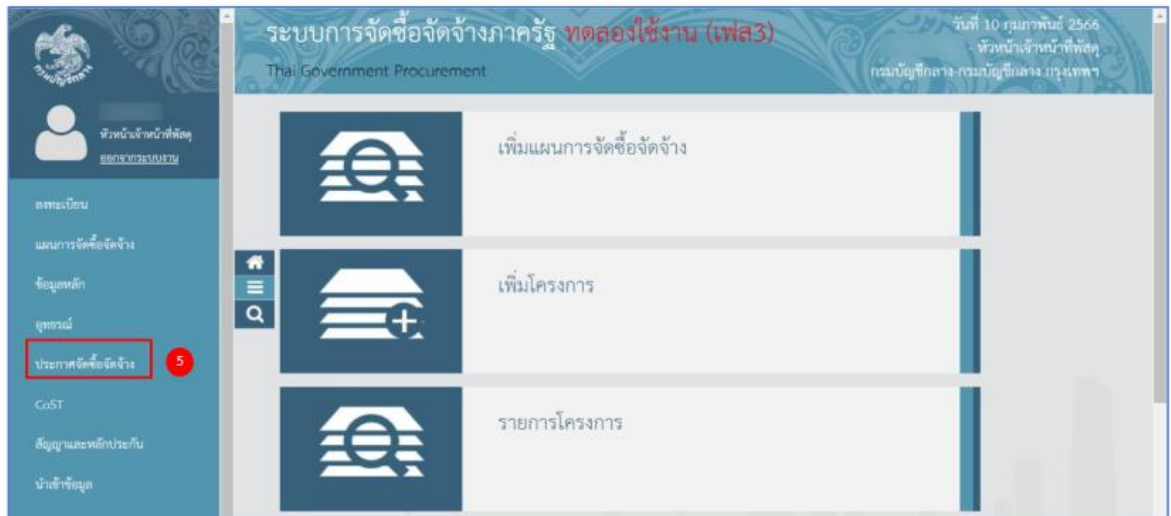 ระบบการจัดซื้อจัดจ้างภาครัฐ ทดลองใช้งาน (เฟส3)
Thai Government Procurement
วันที่ 10 กุมภาพันธ์ 2566
- หัวหน้าเจ้าหน้าที่พัสดุ
กรมบัญชีกลาง-กรมบัญชีกลาง กรุงเทพฯ
หัวหน้าเจ้าหน้าที่พัสดุ
ออกจากระบบงาน
ลงทะเบียน
แผนการจัดซื้อจัดจ้าง
ข้อมูลหลัก
อุทธรณ์
ประกาศจัดซื้อจัดจ้าง
5
CoST
สัญญาและหลักประกัน
นำเข้าข้อมูล
เพิ่มแผนการจัดซื้อจัดจ้าง
เพิ่มโครงการ
รายการโครงการ